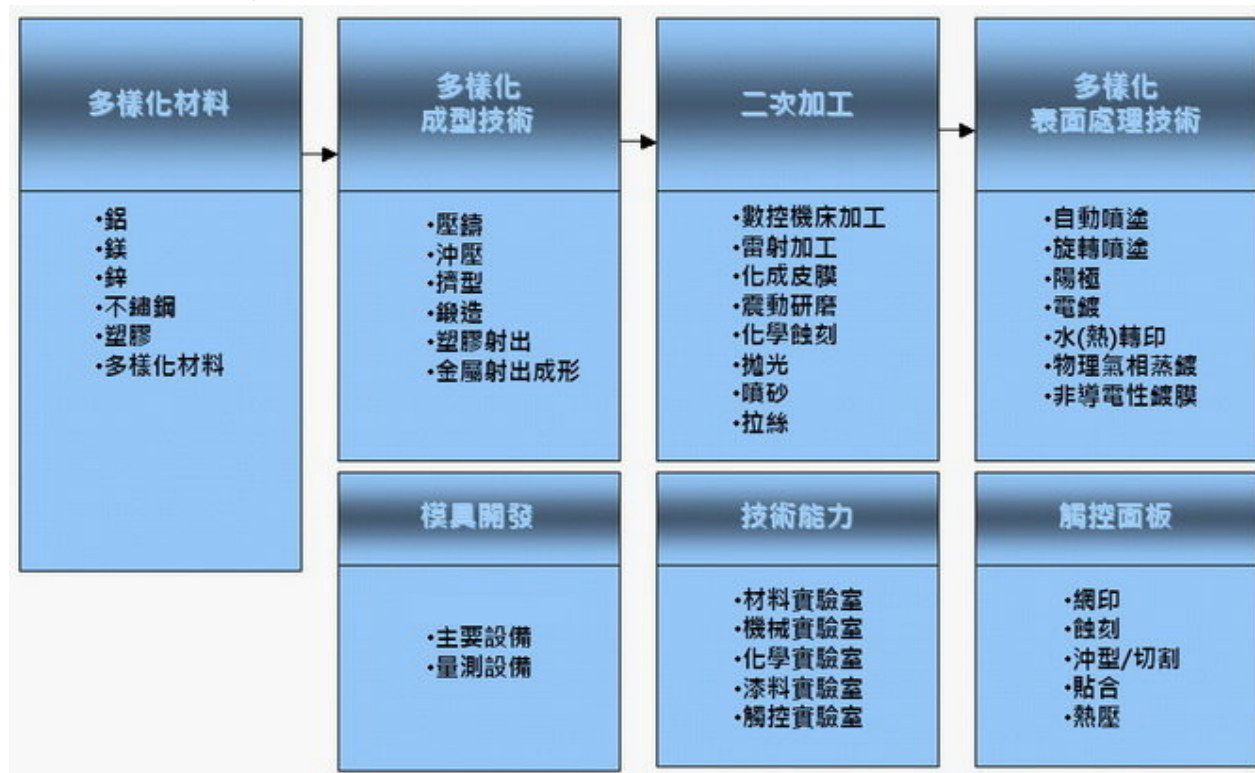 多樣化材料
•鋁
•鎂
•鋅
•不鏽鋼
•塑膠
•多樣化材料
多樣化
成型技術
•壓鑄
•沖壓
•擠型
•鍛造
•塑膠射出
•金屬射出成形
二次加工
•數控機床加工
•雷射加工
•化成皮膜
•震動研磨
•化學蝕刻
•拋光
•噴砂
•拉絲
多樣化
表面處理技術
•自動噴塗
•旋轉噴塗
•陽極
•電鍍
•水(熱)轉印
•物理氣相蒸鍍
•非導電性鍍膜
模具開發
•主要設備
•量測設備
技術能力
•材料實驗室
•機械實驗室
•化學實驗室
•漆料實驗室
•觸控實驗室
觸控面板
•網印
•蝕刻
•沖型/切割
•貼合
•熱壓